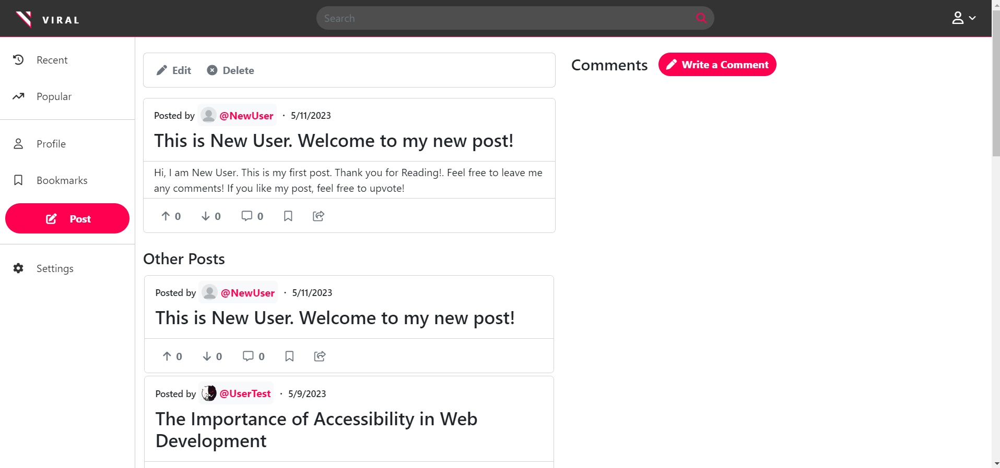 VIRAL
Search
Recent
Popular
Profile
Bookmarks
Post
Settings
Edit Delete
Posted by @NewUser · 5/11/2023
This is New User. Welcome to my new post!
Hi, I am New User. This is my first post. Thank you for Reading!. Feel free to leave me
any comments! If you like my post, feel free to upvote!
0 0 0
Other Posts
Posted by @NewUser · 5/11/2023
This is New User. Welcome to my new post!
0 0 0
Posted by @UserTest · 5/9/2023
The Importance of Accessibility in Web
Development
Comments
Write a Comment